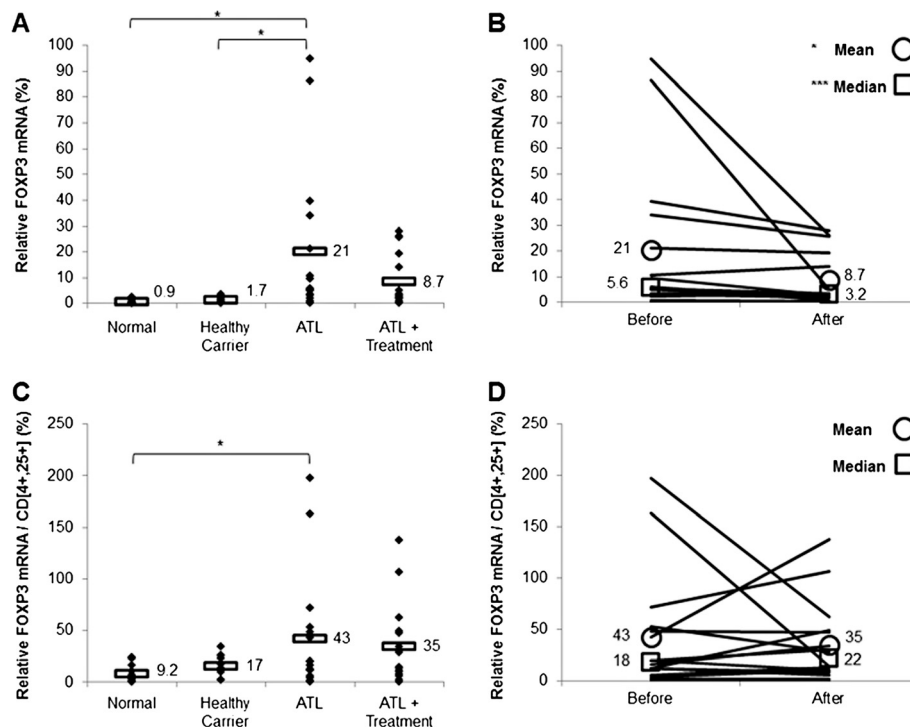 A
Relative FOXP3 mRNA (%)
100
90
80
70
60
50
40
30
20
10
0
*
*
0.9
1.7
21
8.7
Normal
Healthy
Carrier
ATL
ATL +
Treatment
B
Relative FOXP3 mRNA (%)
100
90
80
70
60
50
40
30
20
10
0
* Mean
*** Median
21
5.6
8.7
3.2
Before
After
C
Relative FOXP3 mRNA / CD[4+,25+] (%)
250
200
150
100
50
0
*
9.2
17
43
35
Normal
Healthy
Carrier
ATL
ATL +
Treatment
D
Relative FOXP3 mRNA / CD[4+,25+] (%)
250
200
150
100
50
0
Mean
Median
43
18
35
22
Before
After